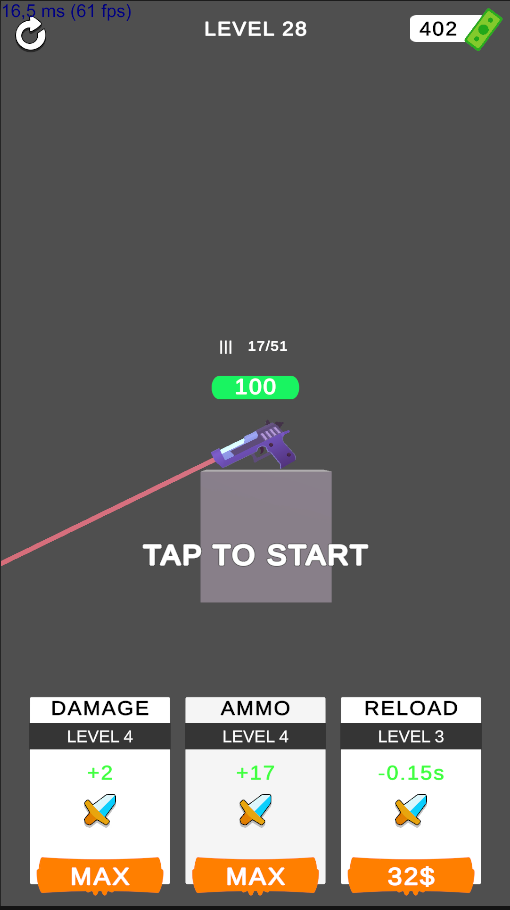 16,5 ms (61 fps)
LEVEL 28
402
||| 17/51
100
TAP TO START
DAMAGE
LEVEL 4
+2
MAX
AMMO
LEVEL 4
+17
MAX
RELOAD
LEVEL 3
-0.15s
32$